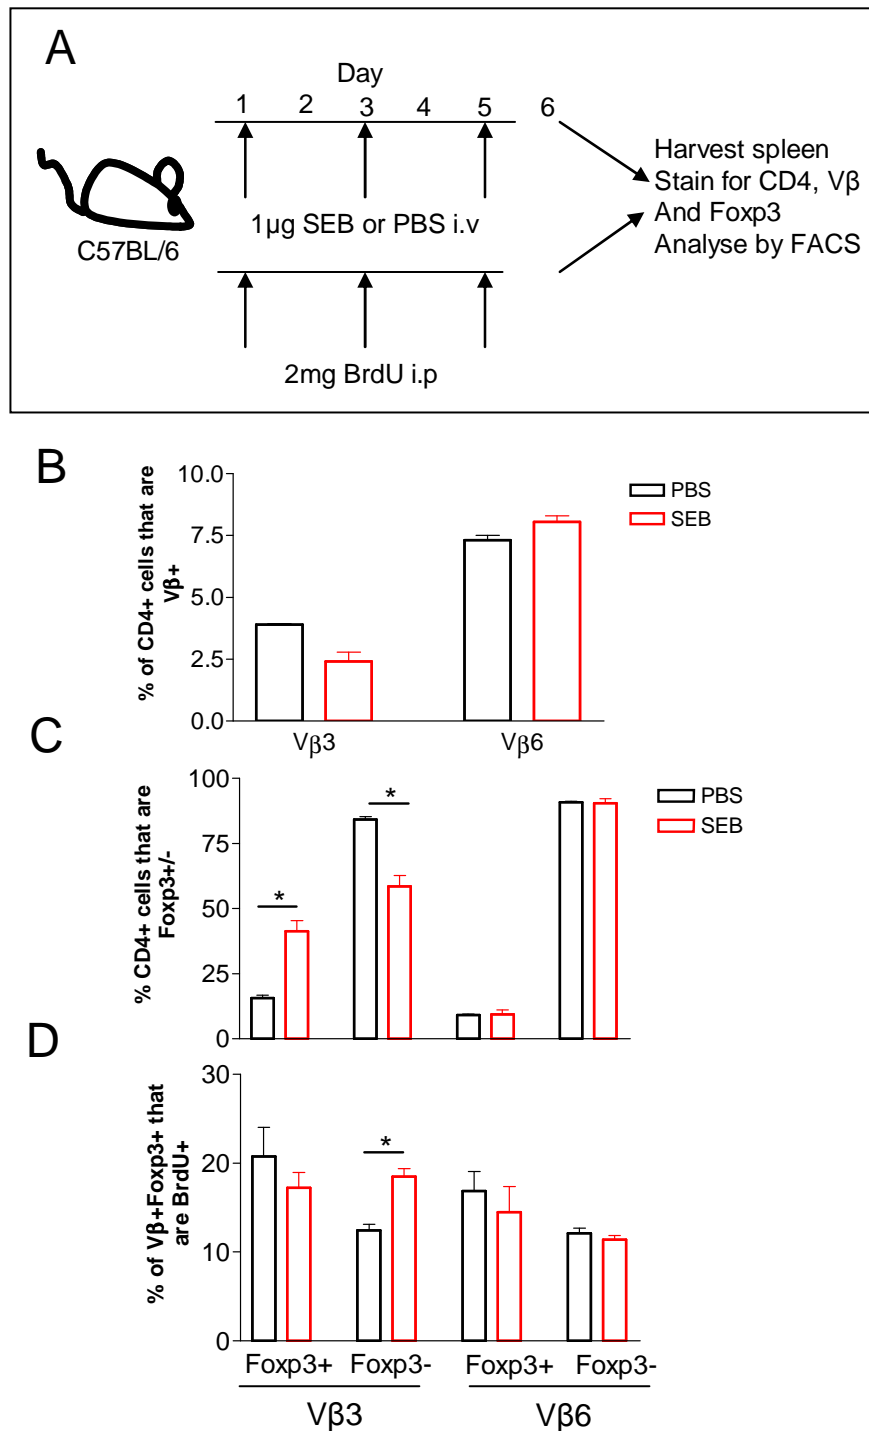 A
Day
1 2 3 4 5 6
Harvest spleen
Stain for CD4, Vβ
And Foxp3
Analyse by FACS
1μg SEB or PBS i.v
C57BL/6
2mg BrdU i.p
B
% of CD4+ cells that are
Vβ+
10.0
7.5
5.0
2.5
0.0
PBS
SEB
Vβ3 Vβ6
C
% CD4+ cells that are
Foxp3+/-
100
75
50
25
0
*
*
PBS
SEB
D
% of Vβ+Foxp3+ that
are BrdU+
30
20
10
0
*
Foxp3+ Foxp3- Foxp3+ Foxp3-
Vβ3 Vβ6